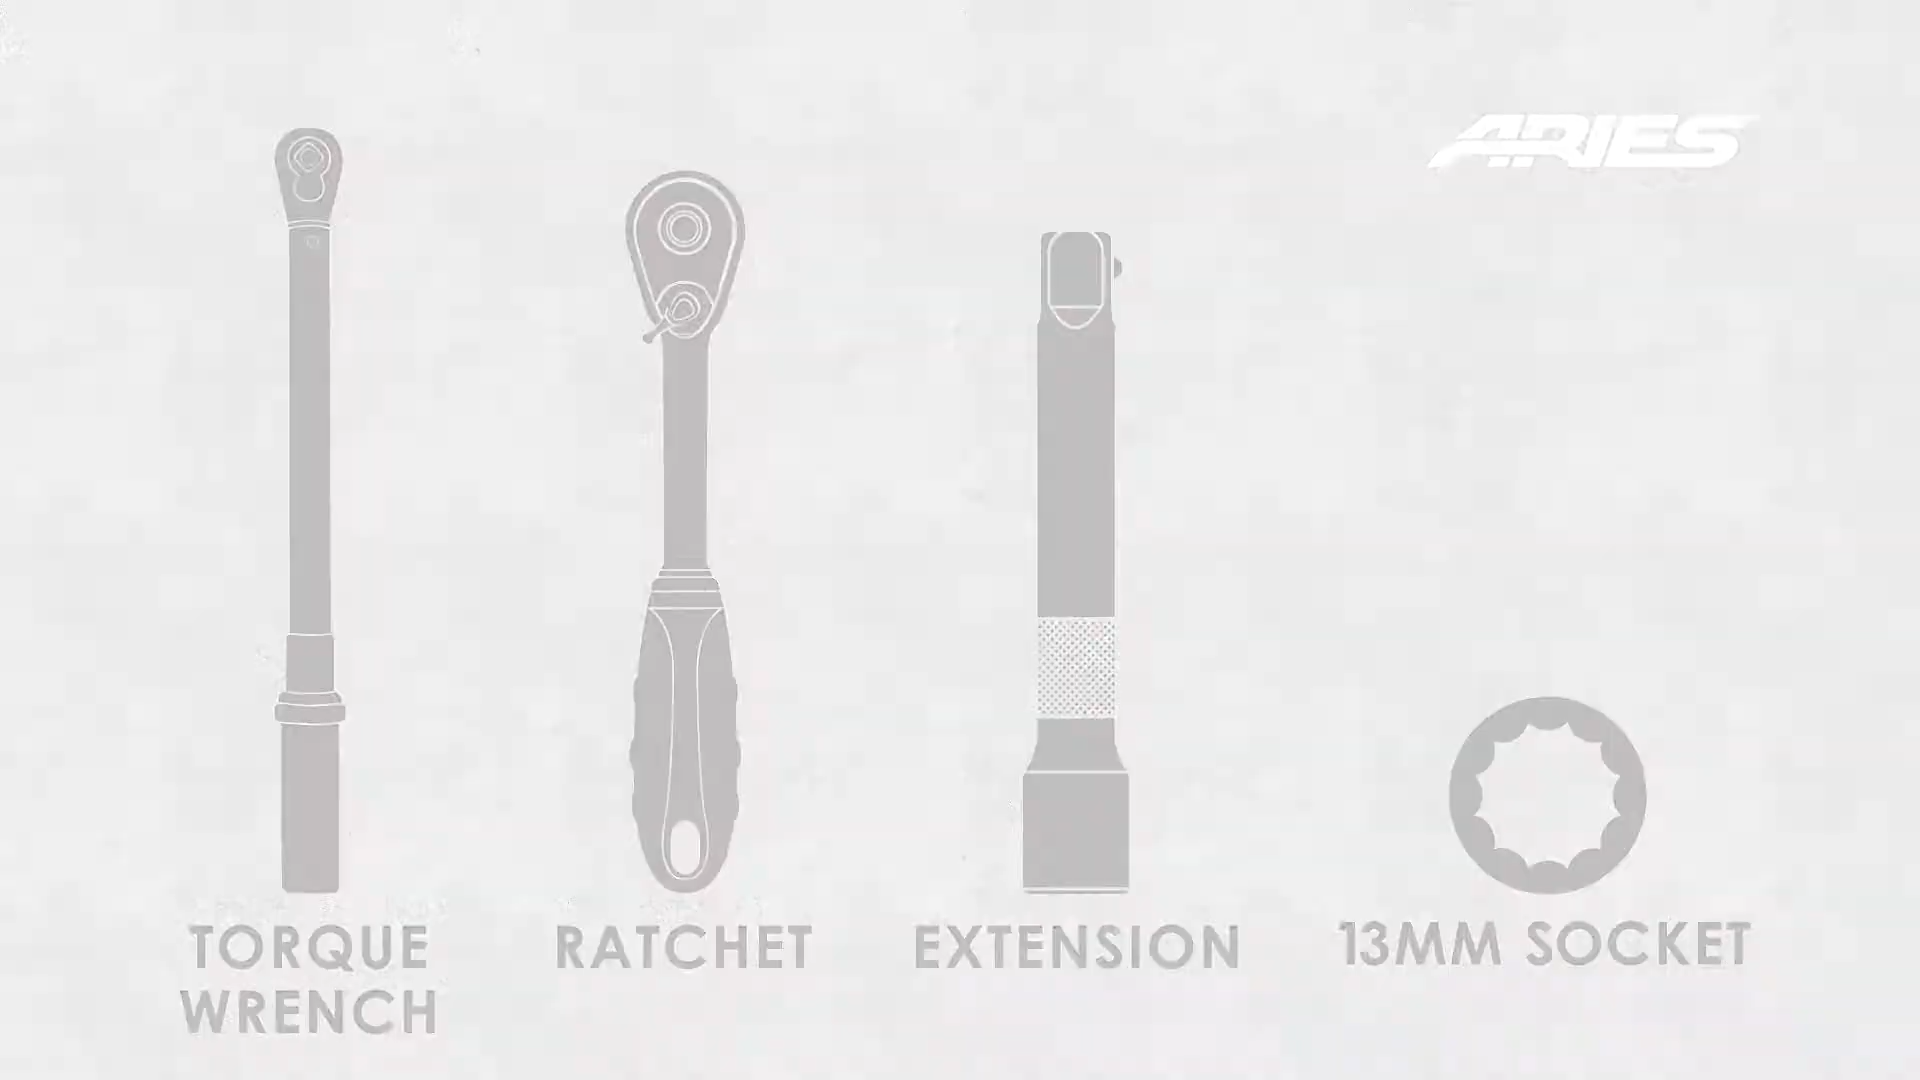 ARIES
TORQUE
WRENCH
RATCHET
EXTENSION
13MM SOCKET